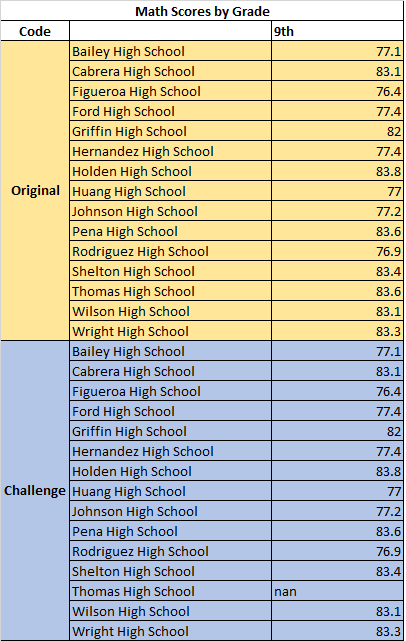 Math Scores by Grade
Code 9th
Original
Bailey High School 77.1
Cabrera High School 83.1
Figueroa High School 76.4
Ford High School 77.4
Griffin High School 82
Hernandez High School 77.4
Holden High School 83.8
Huang High School 77
Johnson High School 77.2
Pena High School 83.6
Rodriguez High School 76.9
Shelton High School 83.4
Thomas High School 83.6
Wilson High School 83.1
Wright High School 83.3
Challenge
Bailey High School 77.1
Cabrera High School 83.1
Figueroa High School 76.4
Ford High School 77.4
Griffin High School 82
Hernandez High School 77.4
Holden High School 83.8
Huang High School 77
Johnson High School 77.2
Pena High School 83.6
Rodriguez High School 76.9
Shelton High School 83.4
Thomas High School nan
Wilson High School 83.1
Wright High School 83.3